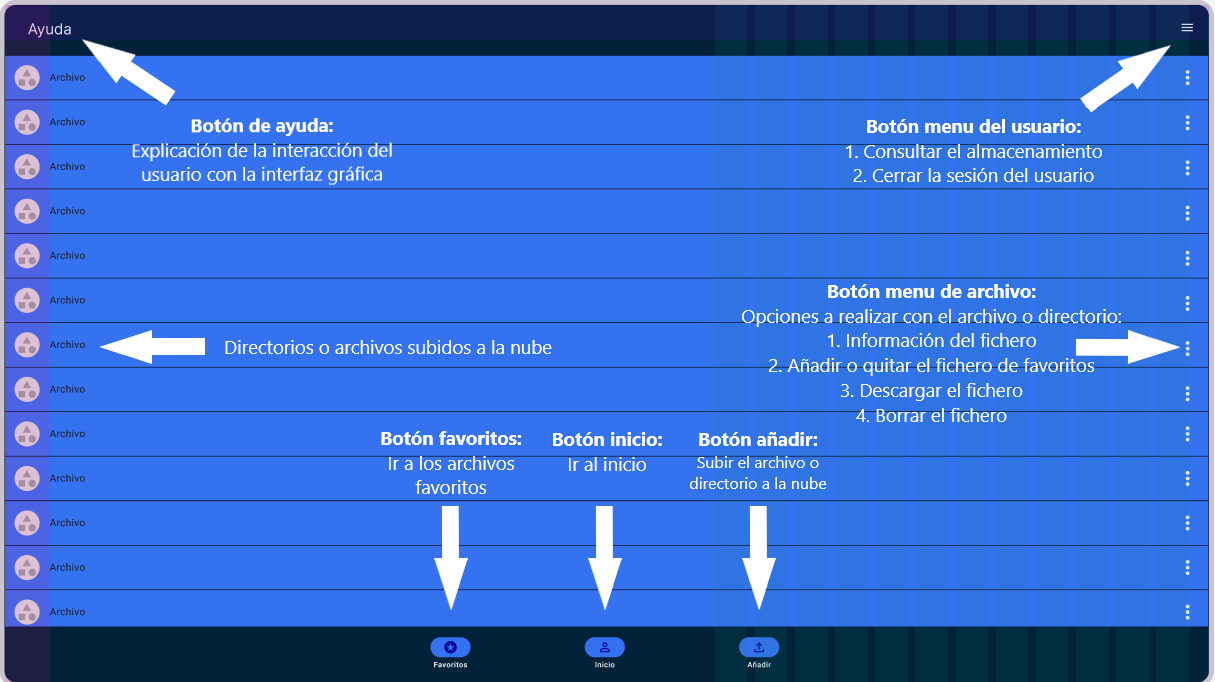 Ayuda
Archivo
Archivo
Botón de ayuda:
Explicación de la interacción del
usuario con la interfaz gráfica
Botón menu del usuario:
1. Consultar el almacenamiento
2. Cerrar la sesión del usuario
Archivo
Archivo
Archivo
Archivo
Botón menu de archivo:
Opciones a realizar con el archivo o directorio:
1. Información del fichero
2. Añadir o quitar el fichero de favoritos
3. Descargar el fichero
4. Borrar el fichero
Archivo
Directorios o archivos subidos a la nube
Archivo
Archivo
Botón favoritos:
Ir a los archivos
favoritos
Botón inicio:
Ir al inicio
Botón añadir:
Subir el archivo o
directorio a la nube
Archivo
Archivo
Archivo
Archivo
Favoritos
Inicio
Añadir